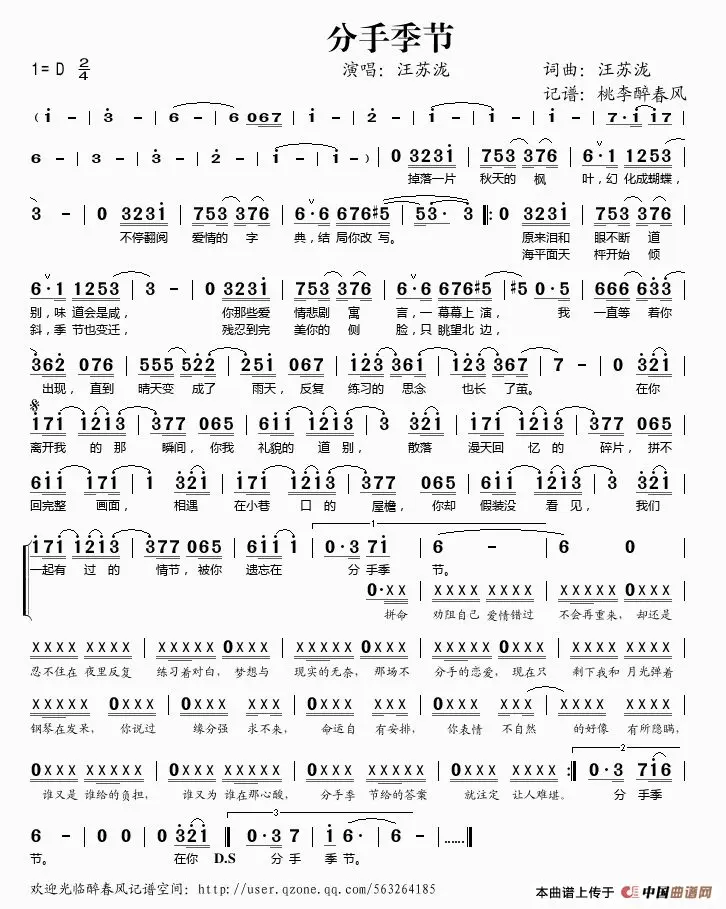 分手季节
1=D 2/4 演唱：汪苏泷 词曲：汪苏泷
记谱：桃李醉春风
掉落一片 秋天的 枫 叶，幻 化成蝴蝶，
不停翻阅 爱情的 字 典，结 局你改 写。 原来泪和 眼不断 道
海平面天 枰开始 倾
别，味 道会是咸， 你那些爱 情悲剧 寓 言，一 幕幕上 演， 我 一直等 着你
斜，季 节也变迁， 残忍到完 美你的 侧 脸，只 眺望北 边，
出现，直到 晴天变 成了 雨天，反复 练习的 思念 也长 了茧。 在你
离开我 的 那 瞬间，你我 礼貌的 道 别， 散落 漫天回 忆 的 碎片，拼不
回完整 画面， 相遇 在小巷 口 的 屋檐，你却 假装没 看 见， 我们
一起有 过 的 情节，被你 遗忘在 分 手季 节。
拼命 劝阻自己 爱情错过 不会再重来， 却还是
忍不住在 夜里反复 练习着对白，梦想与 现实的无奈，那场不 分手的恋爱，现在只 剩下我和 月光弹着
钢琴在发呆， 你说过 缘分强 求不来， 命运自 有安排， 你表情 不自然 的好像 有所隐瞒，
谁又是 谁给的负担， 谁又为 谁在那心酸， 分手季 节给的答案 就注定 让人难堪。 分 手季
节。 在你 D.S 分 手 季 节。
欢迎光临醉春风记谱空间：http://user.qzone.qq.com/563264185
本曲谱上传于 中国曲谱网